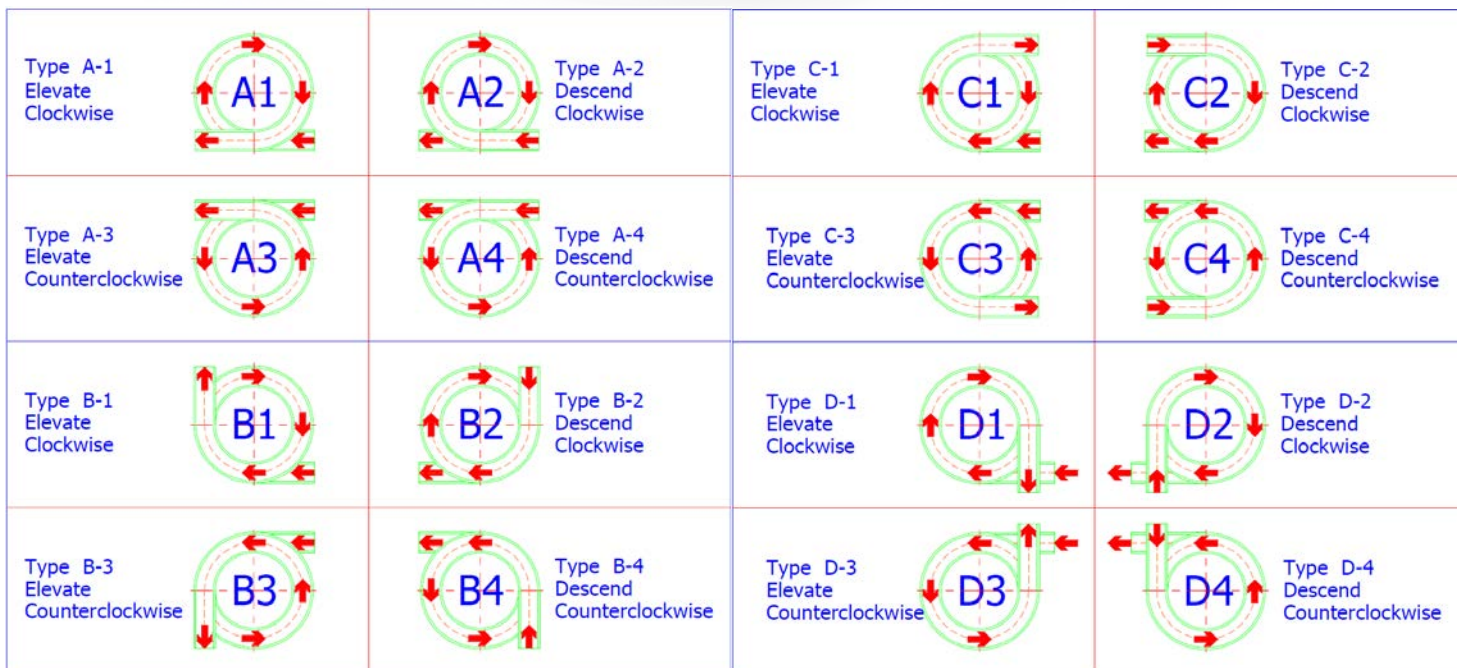 Type A-1
Elevate
Clockwise
A1
A2
Type A-2
Descend
Clockwise
Type C-1
Elevate
Clockwise
C1
C2
Type C-2
Descend
Clockwise
Type A-3
Elevate
Counterclockwise
A3
A4
Type A-4
Descend
Counterclockwise
Type C-3
Elevate
Counterclockwise
C3
C4
Type C-4
Descend
Counterclockwise
Type B-1
Elevate
Clockwise
B1
B2
Type B-2
Descend
Clockwise
Type D-1
Elevate
Clockwise
D1
D2
Type D-2
Descend
Clockwise
Type B-3
Elevate
Counterclockwise
B3
B4
Type B-4
Descend
Counterclockwise
Type D-3
Elevate
Counterclockwise
D3
D4
Type D-4
Descend
Counterclockwise